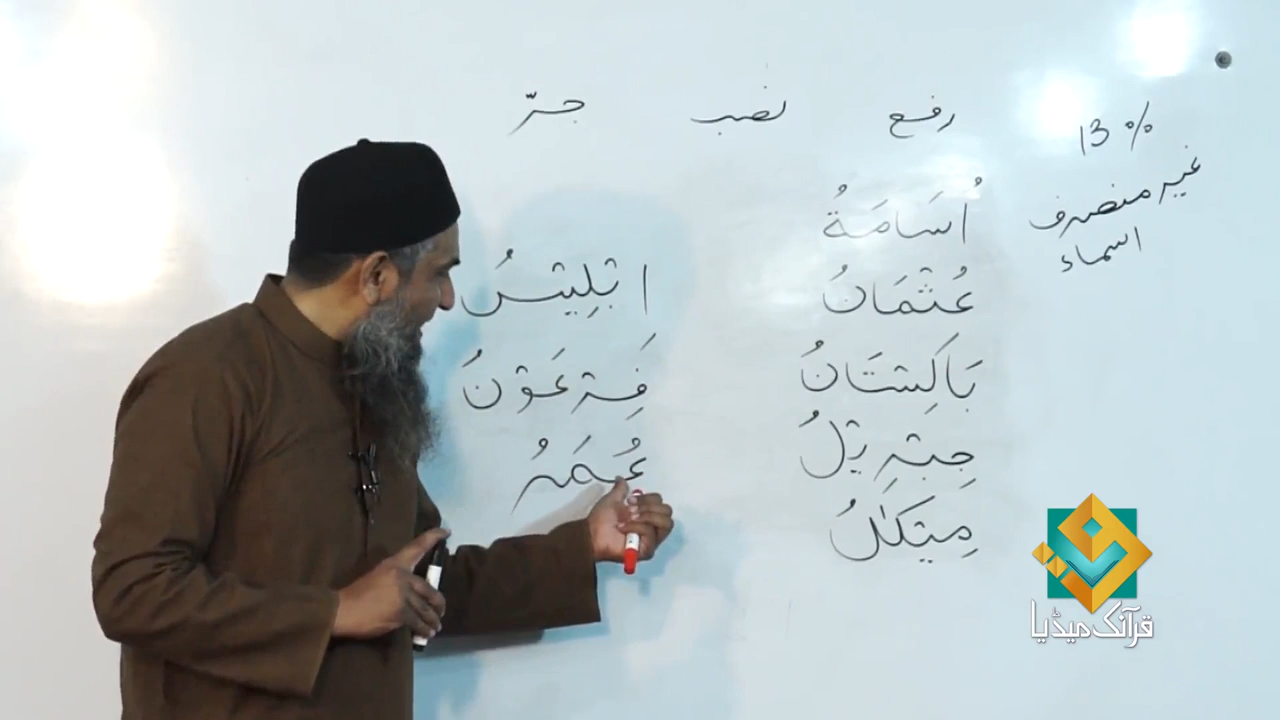 رفع نصب جرّ
13 %
غیر منصرف
اسماء
اُسَامَةُ
عُثْمَانُ
بَاكِسْتَانُ
جِبْرِيْلُ
مِيْكَالُ
اِبْلِيْسُ
فِرْعَوْنَُ
عُمَرُ
قرآنک میڈیا